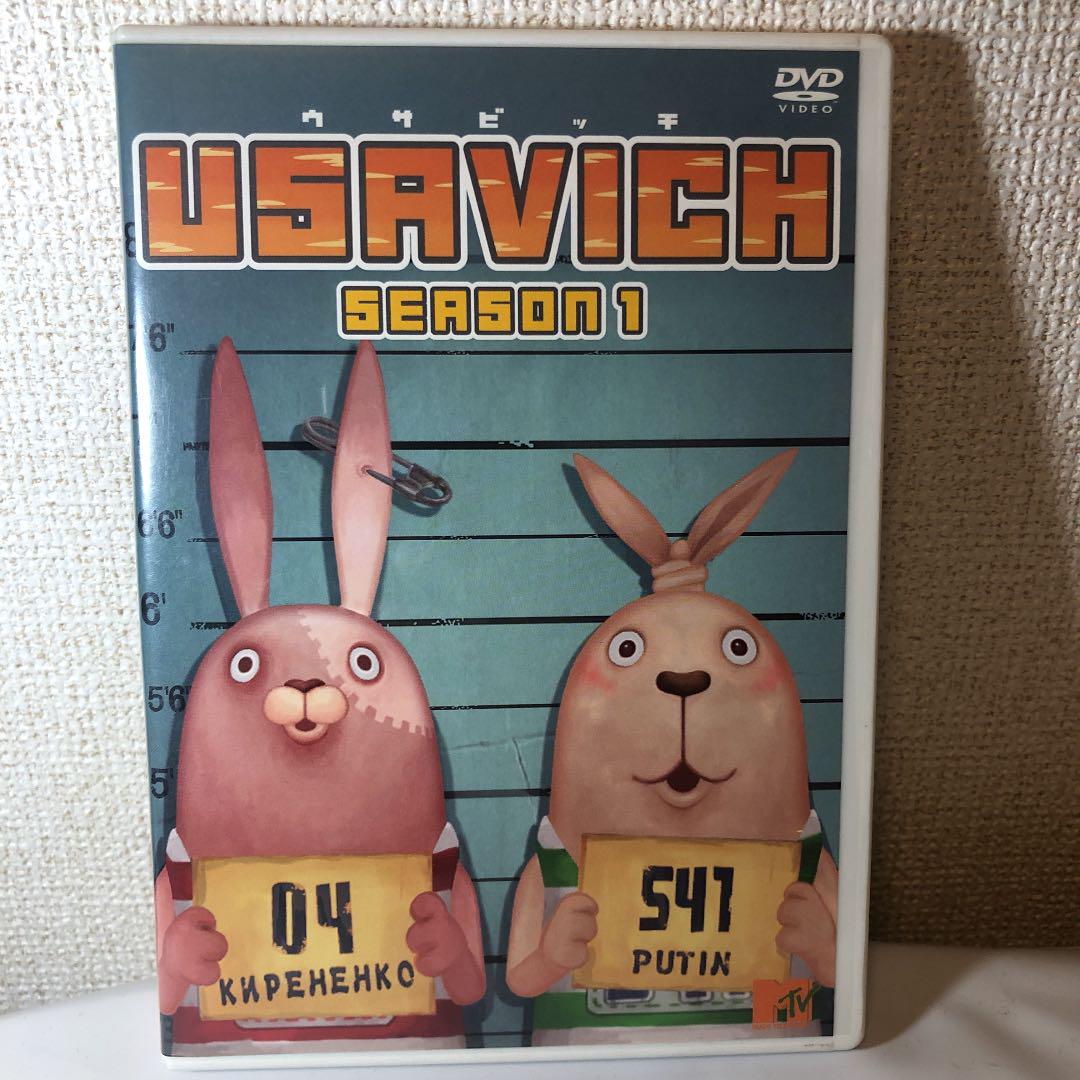 DVD
VIDEO
ウサビッチ
USAVICH
SEASON 1
6"
6'6"
6'
5'6"
5'
04
КИРЕНЕНКО
541
PUTIN
MTV